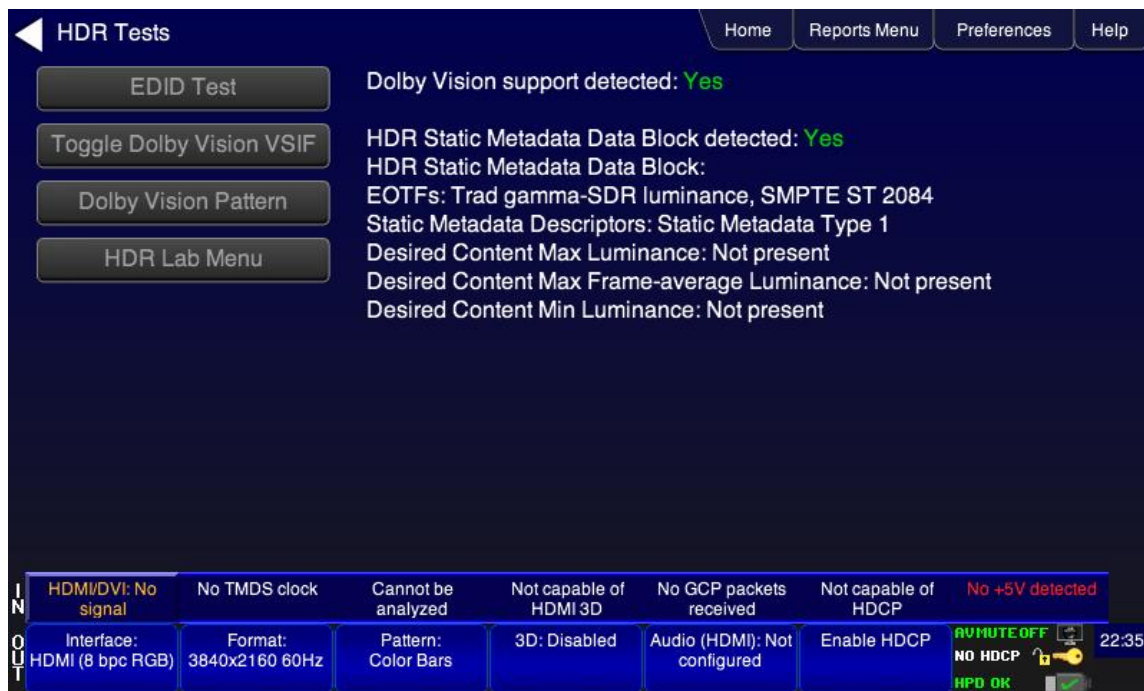 HDR Tests
Home
Reports Menu
Preferences
Help
EDID Test
Toggle Dolby Vision VSIF
Dolby Vision Pattern
HDR Lab Menu
Dolby Vision support detected: Yes
HDR Static Metadata Data Block detected: Yes
HDR Static Metadata Data Block:
EOTFs: Trad gamma-SDR luminance, SMPTE ST 2084
Static Metadata Descriptors: Static Metadata Type 1
Desired Content Max Luminance: Not present
Desired Content Max Frame-average Luminance: Not present
Desired Content Min Luminance: Not present
IN
HDMI/DVI: No
signal
No TMDS clock
Cannot be
analyzed
Not capable of
HDMI 3D
No GCP packets
received
Not capable of
HDCP
No +5V detected
OUT
Interface:
HDMI (8 bpc RGB)
Format:
3840x2160 60Hz
Pattern:
Color Bars
3D: Disabled
Audio (HDMI): Not
configured
Enable HDCP
AVMUTEOFF
NO HDCP
HPD OK
22:35